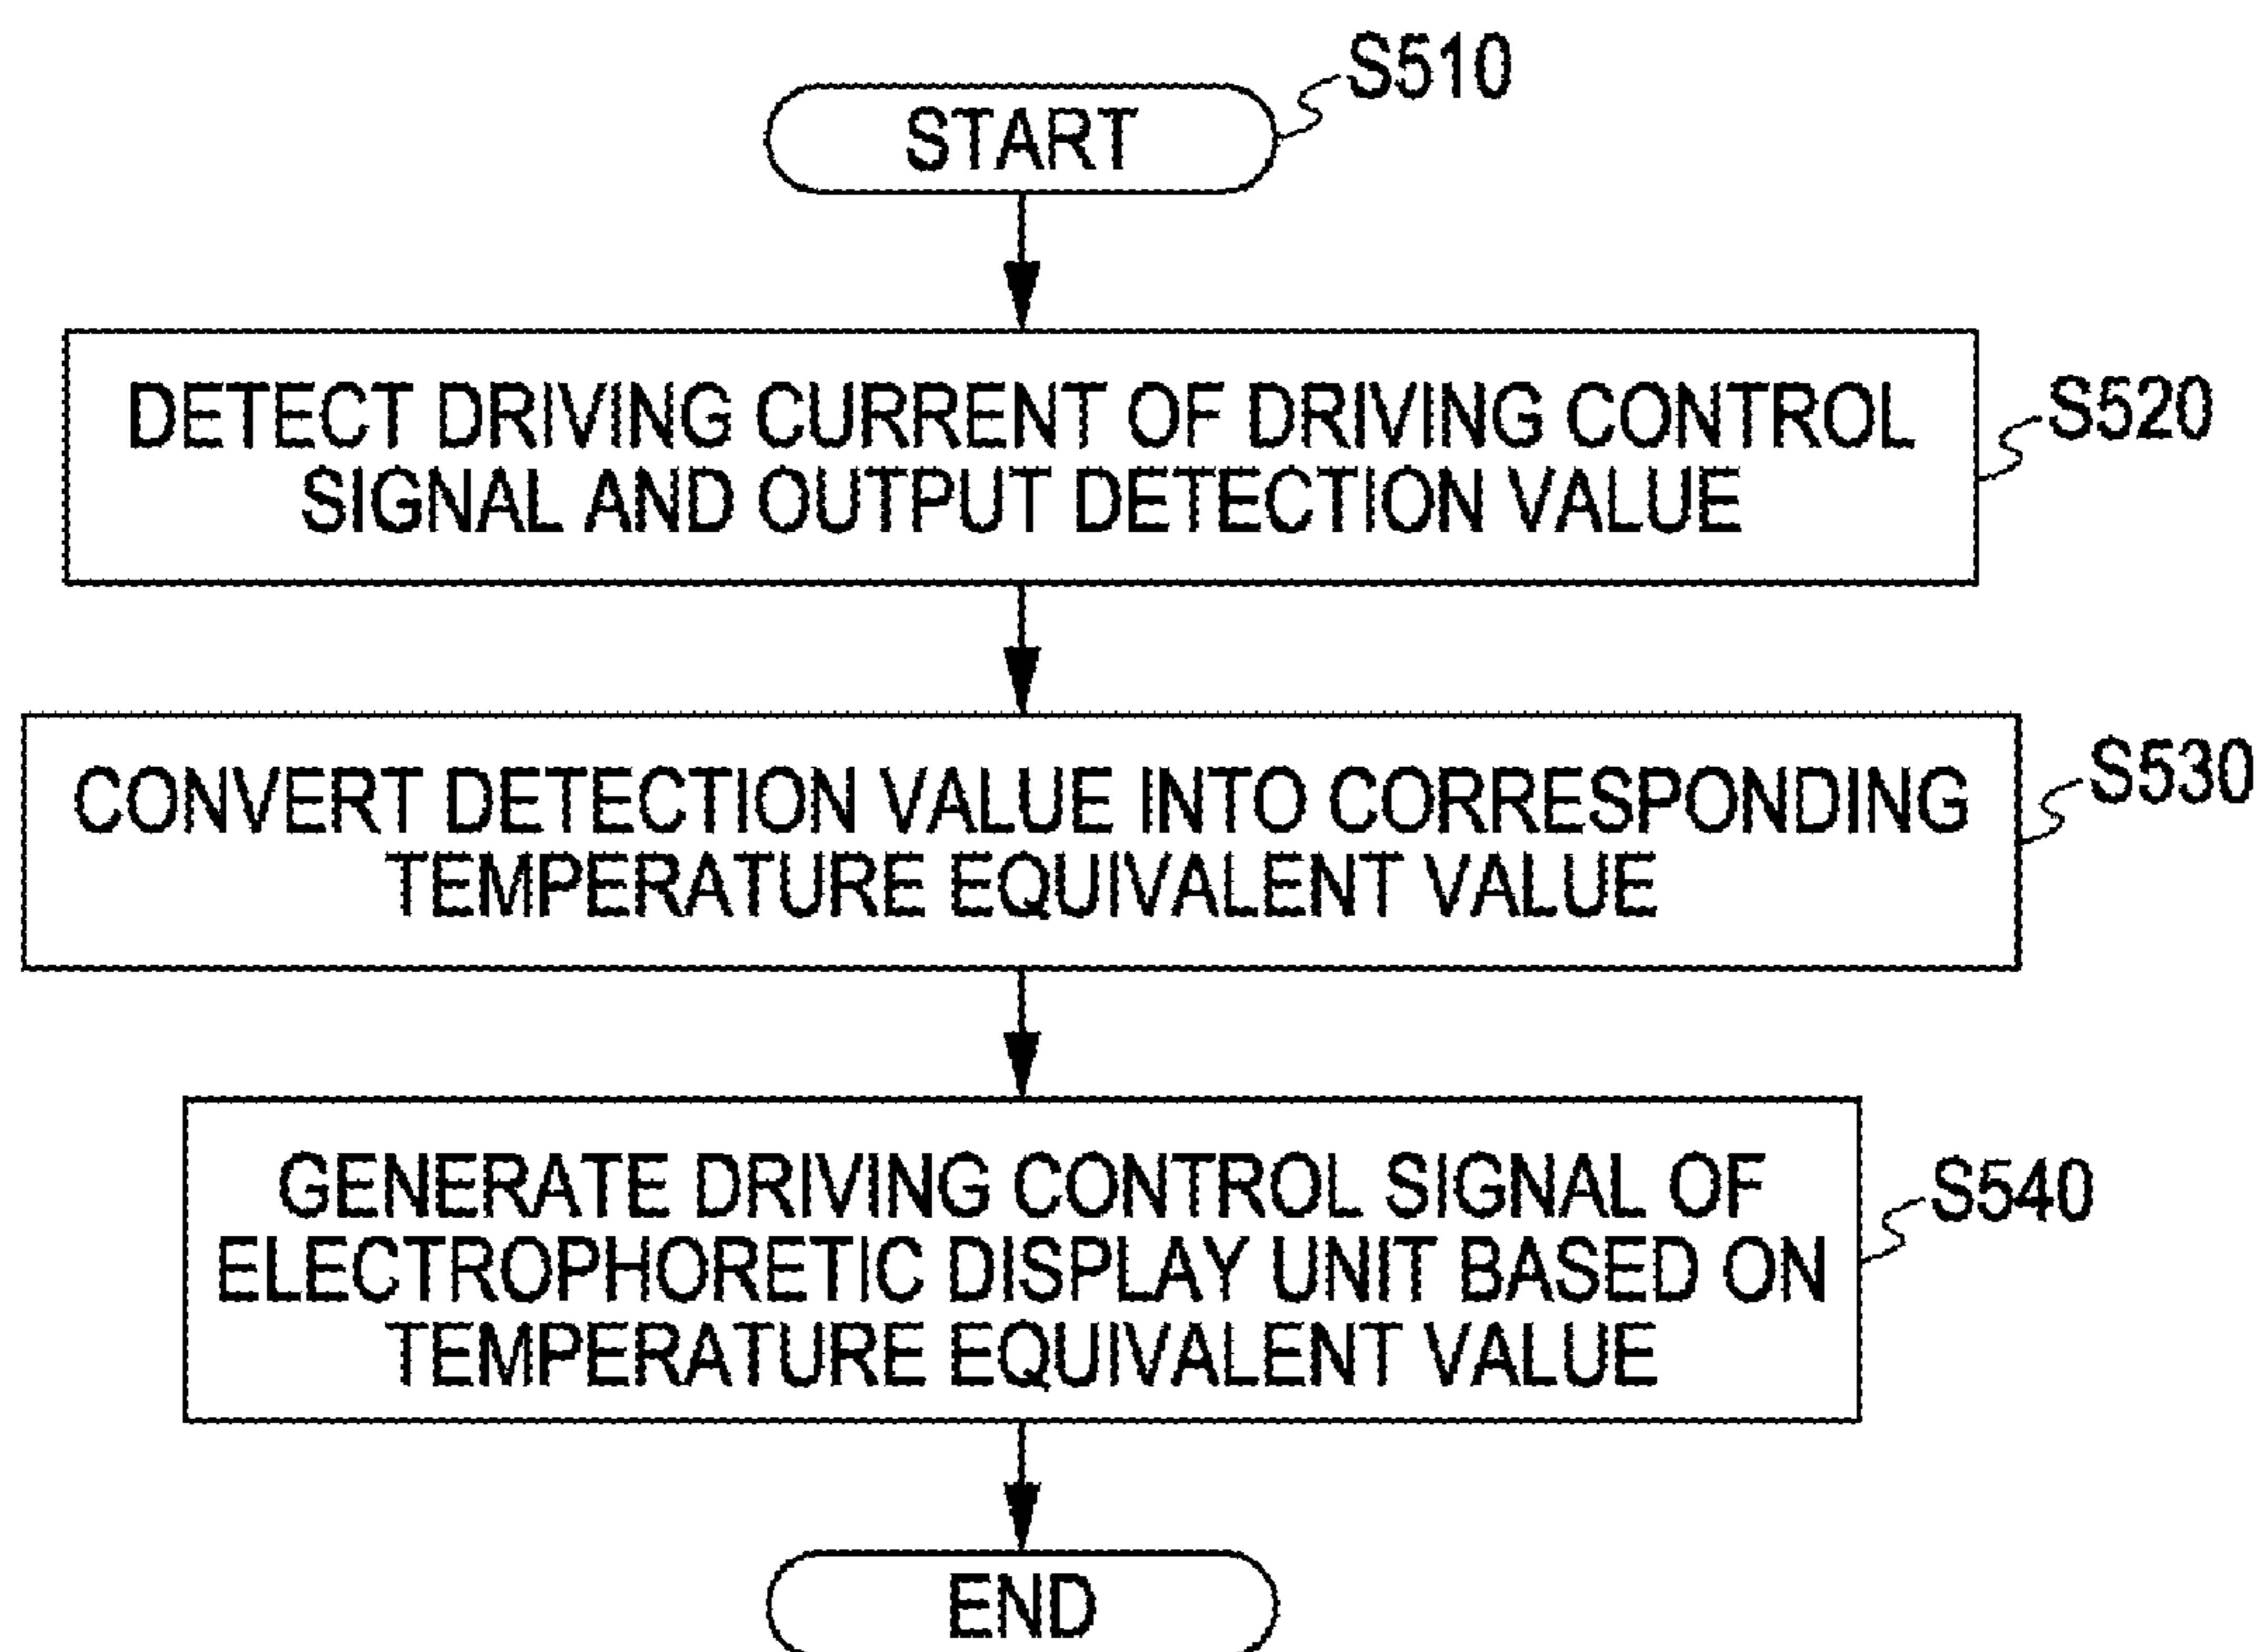 START
S510
DETECT DRIVING CURRENT OF DRIVING CONTROL
SIGNAL AND OUTPUT DETECTION VALUE
S520
CONVERT DETECTION VALUE INTO CORRESPONDING
TEMPERATURE EQUIVALENT VALUE
S530
GENERATE DRIVING CONTROL SIGNAL OF
ELECTROPHORETIC DISPLAY UNIT BASED ON
TEMPERATURE EQUIVALENT VALUE
S540
END